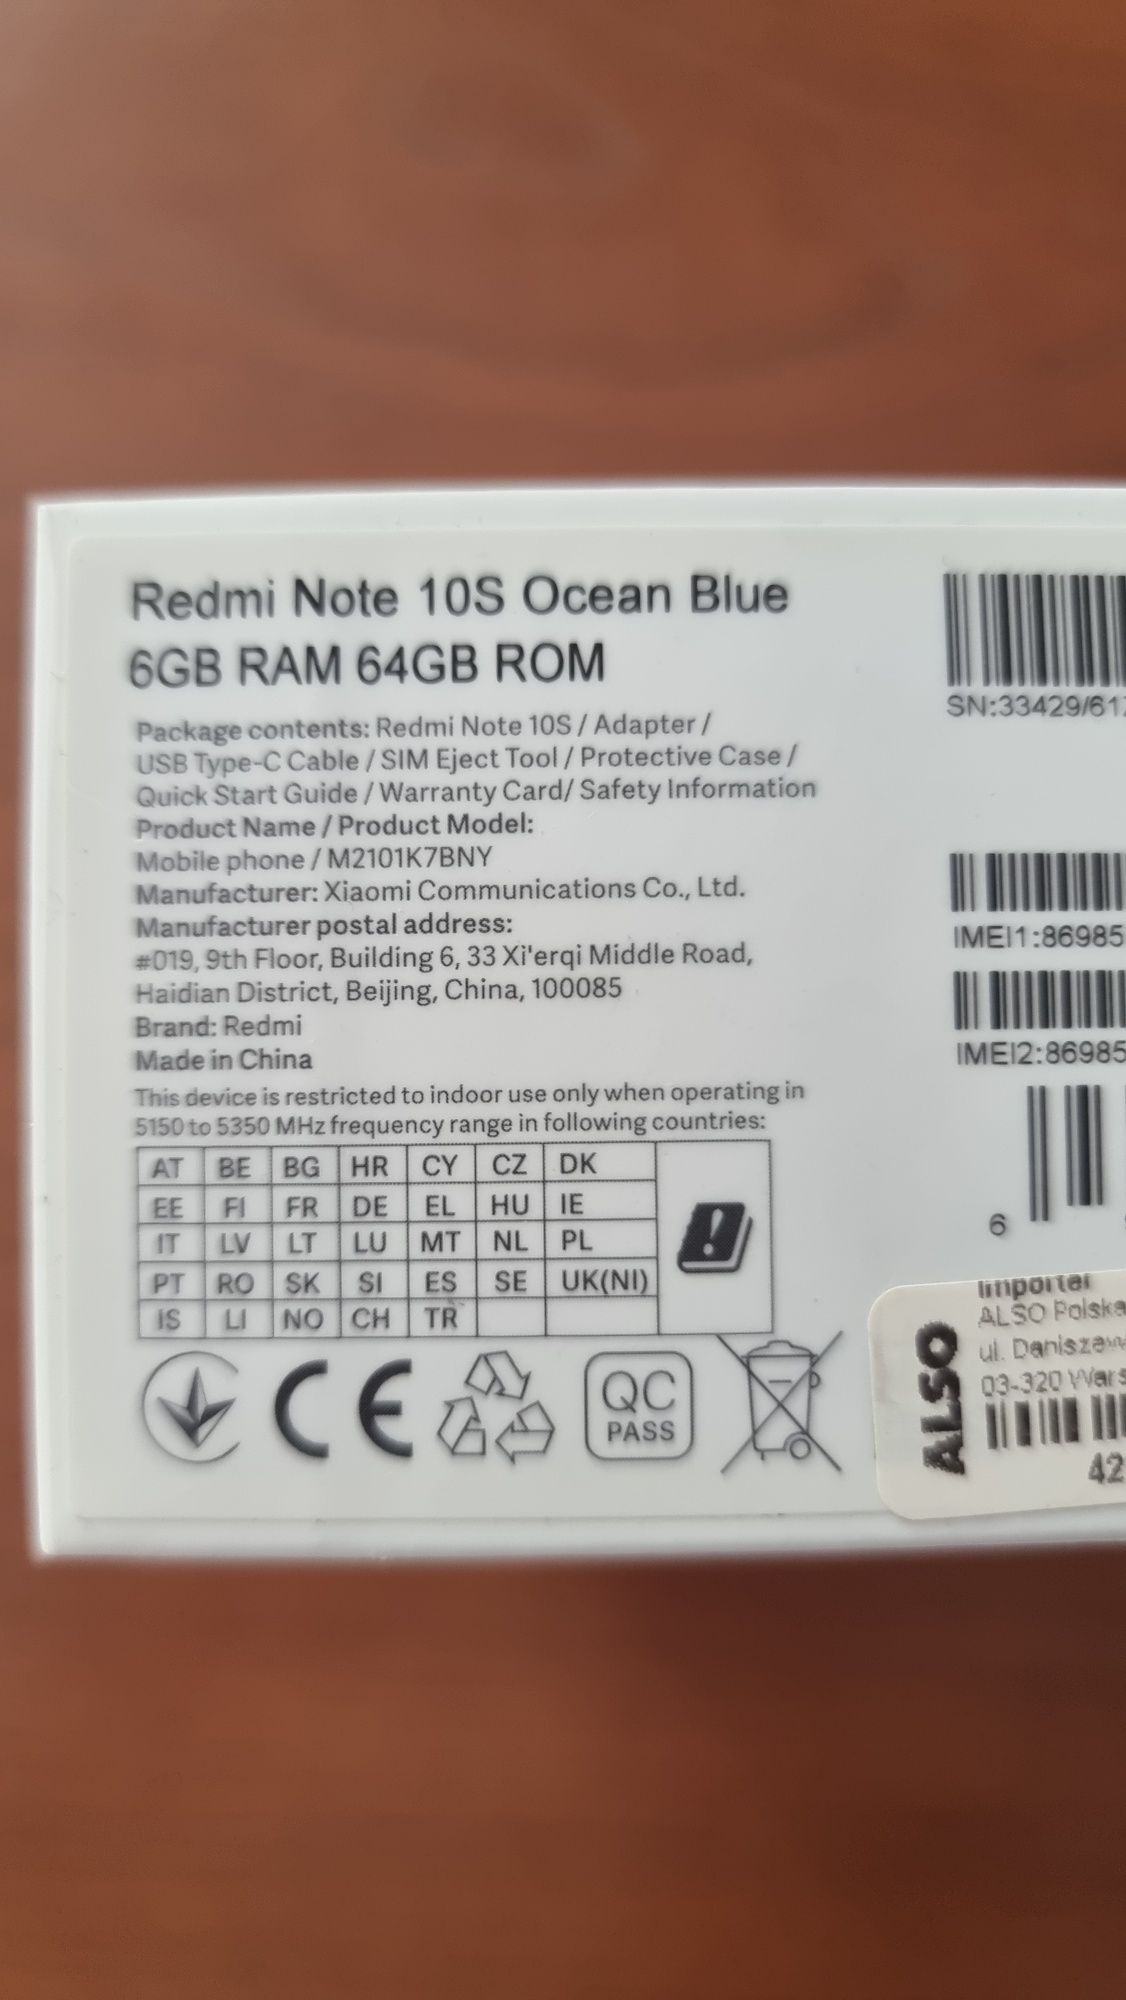 Redmi Note 10S Ocean Blue
6GB RAM 64GB ROM
Package contents: Redmi Note 10S / Adapter /
USB Type-C Cable / SIM Eject Tool / Protective Case /
Quick Start Guide / Warranty Card/ Safety Information
Product Name / Product Model:
Mobile phone / M2101K7BNY
Manufacturer: Xiaomi Communications Co., Ltd.
Manufacturer postal address:
#019, 9th Floor, Building 6, 33 Xi'erqi Middle Road,
Haidian District, Beijing, China, 100085
Brand: Redmi
Made in China
This device is restricted to indoor use only when operating in
5150 to 5350 MHz frequency range in following countries:
AT BE BG HR CY CZ DK
EE FI FR DE EL HU IE
IT LV LT LU MT NL PL
PT RO SK SI ES SE UK(NI)
IS LI NO CH TR
CE
QC
PASS
SN:33429/61
IMEI1:86985
IMEI2:86985
6
ALSO
Importer
ALSO Polska
ul.
03-320
42